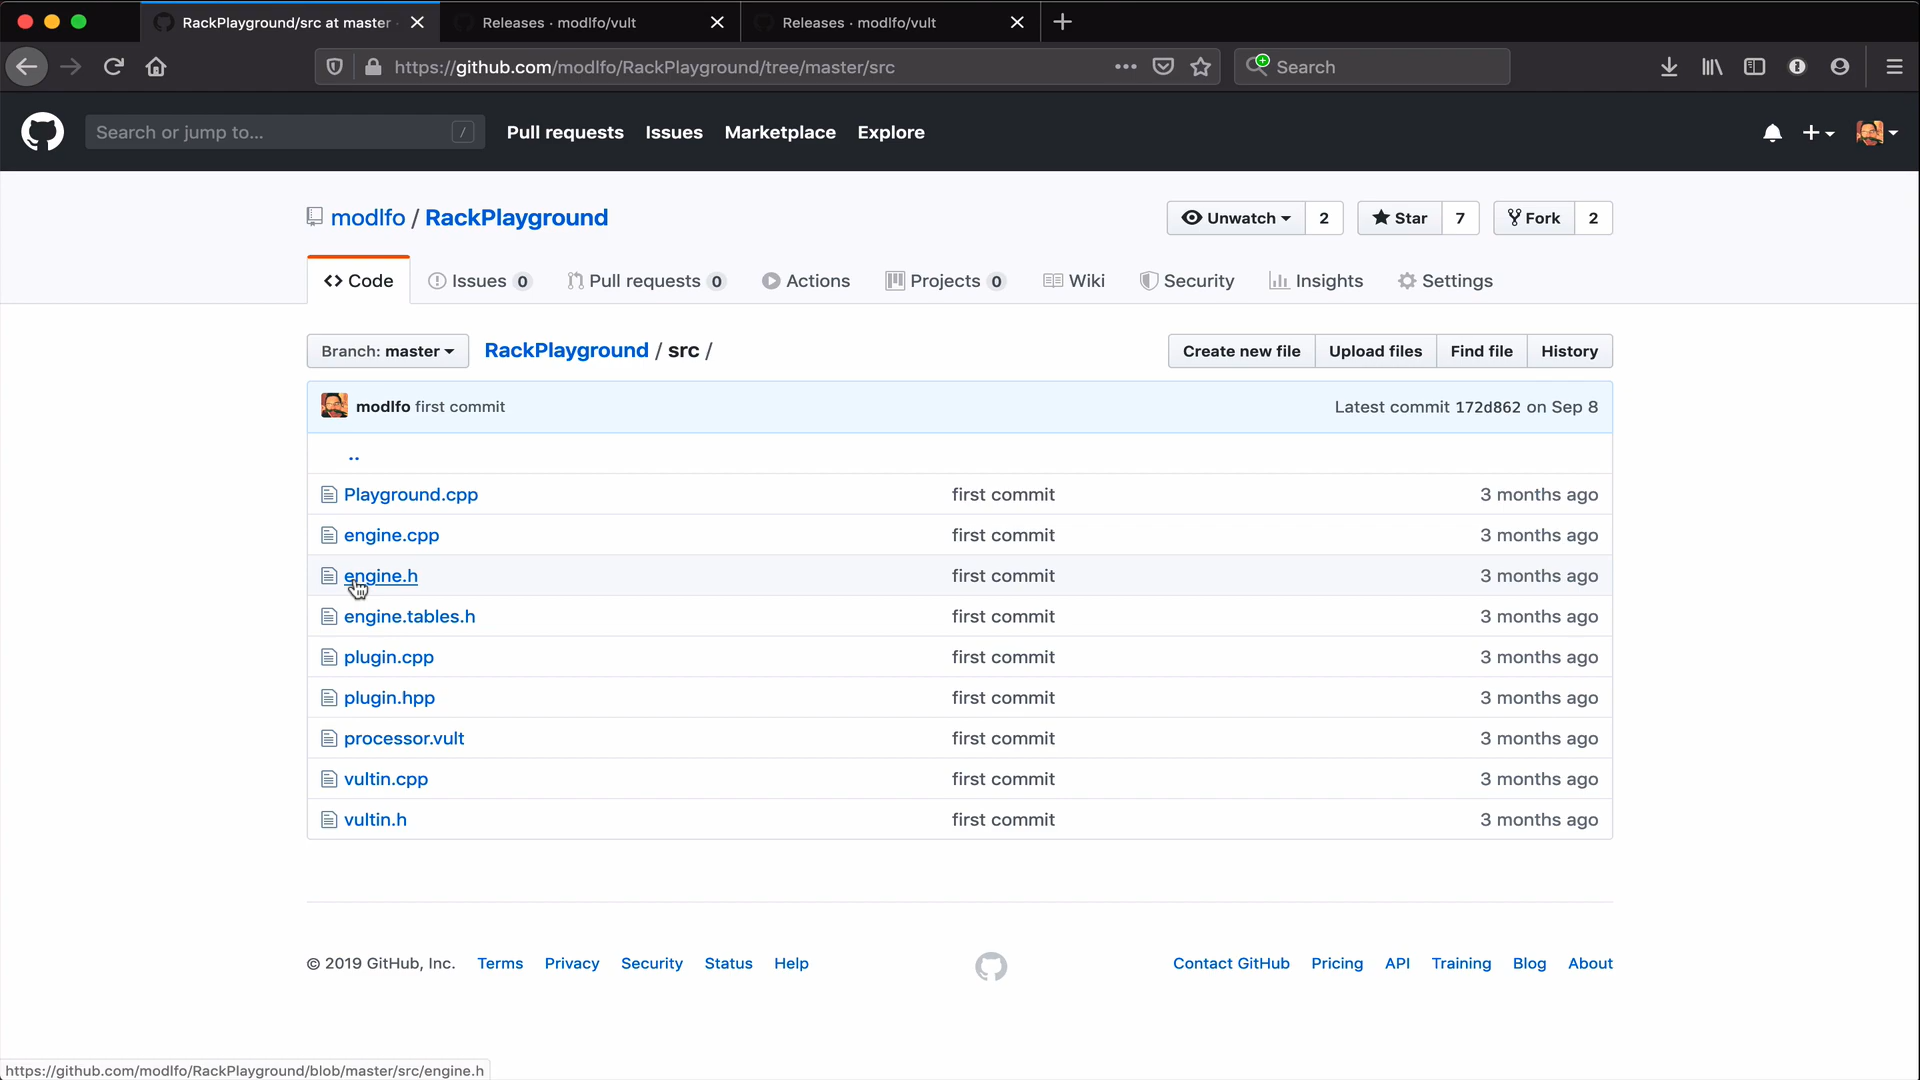 RackPlayground/src at master
Releases · modlfo/vult
Releases · modlfo/vult
https://github.com/modlfo/RackPlayground/tree/master/src
Search
Search or jump to...
/
Pull requests
Issues
Marketplace
Explore
modlfo / RackPlayground
Unwatch
2
Star
7
Fork
2
Code
Issues 0
Pull requests 0
Actions
Projects 0
Wiki
Security
Insights
Settings
Branch: master
RackPlayground / src /
Create new file
Upload files
Find file
History
modlfo first commit
Latest commit 172d862 on Sep 8
..
Playground.cpp first commit 3 months ago
engine.cpp first commit 3 months ago
engine.h first commit 3 months ago
engine.tables.h first commit 3 months ago
plugin.cpp first commit 3 months ago
plugin.hpp first commit 3 months ago
processor.vult first commit 3 months ago
vultin.cpp first commit 3 months ago
vultin.h first commit 3 months ago
© 2019 GitHub, Inc.
Terms
Privacy
Security
Status
Help
Contact GitHub
Pricing
API
Training
Blog
About
https://github.com/modlfo/RackPlayground/blob/master/src/engine.h